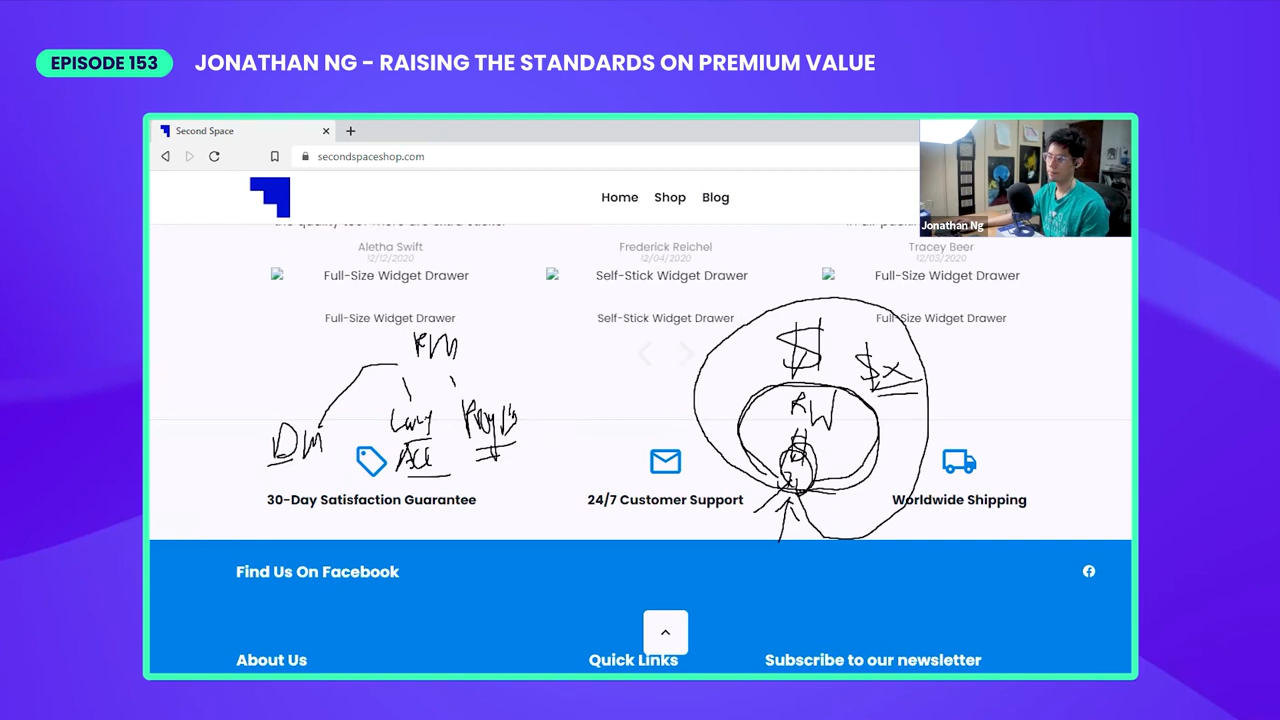 EPISODE 153
JONATHAN NG - RAISING THE STANDARDS ON PREMIUM VALUE
Second Space
secondspaceshop.com
Home Shop Blog
Jonathan Ng
Aletha Swift
12/12/2020
Frederick Reichel
12/04/2020
Tracey Beer
12/03/2020
Full-Size Widget Drawer
Self-Stick Widget Drawer
Full-Size Widget Drawer
Full-Size Widget Drawer
Self-Stick Widget Drawer
Full-Size Widget Drawer
$
$x
RW
DM
30-Day Satisfaction Guarantee
24/7 Customer Support
Worldwide Shipping
Find Us On Facebook
About Us
Quick Links
Subscribe to our newsletter